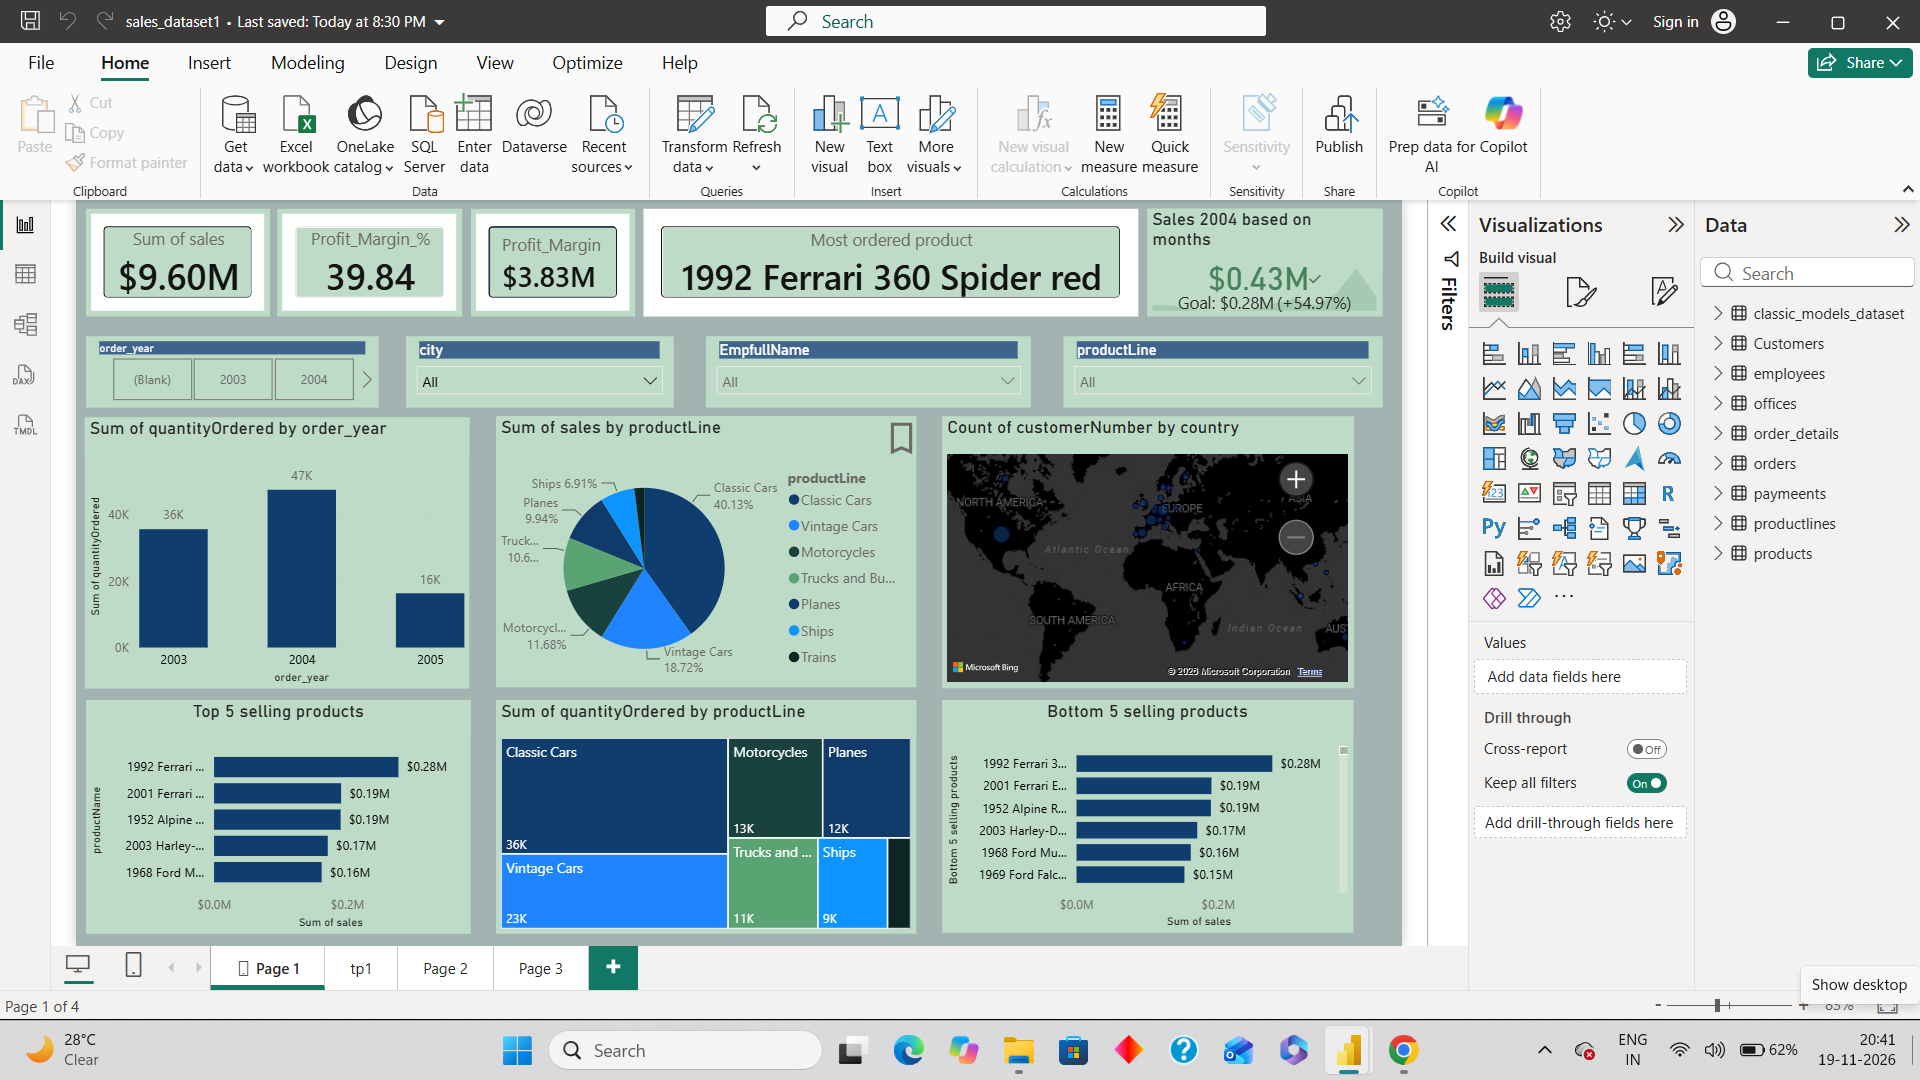 sales_dataset1 • Last saved: Today at 8:30 PM
Search
Sign in
File
Home
Insert
Modeling
Design
View
Optimize
Help
Share
Paste
Cut
Copy
Format painter
Clipboard
Get data
Excel workbook
OneLake catalog
SQL Server
Enter data
Dataverse
Recent sources
Data
Transform data
Refresh
Queries
New visual
Text box
More visuals
Insert
New visual calculation
New measure
Quick measure
Calculations
Sensitivity
Sensitivity
Publish
Share
Prep data for AI
Copilot
Copilot
Sum of sales
$9.60M
Profit_Margin_%
39.84
Profit_Margin
$3.83M
Most ordered product
1992 Ferrari 360 Spider red
Sales 2004 based on
months
$0.43M
Goal: $0.28M (+54.97%)
order_year
(Blank)
2003
2004
city
All
EmpfullName
All
productLine
All
Sum of quantityOrdered by order_year
Sum of quantityOrdered
40K
20K
0K
36K
47K
16K
2003
2004
2005
order_year
Sum of sales by productLine
Ships 6.91%
Planes
9.94%
Truck...
10.6...
Motorcycl...
11.68%
Vintage Cars
18.72%
Classic Cars
40.13%
productLine
Classic Cars
Vintage Cars
Motorcycles
Trucks and Bu...
Planes
Ships
Trains
Count of customerNumber by country
NORTH AMERICA
EUROPE
ASIA
Atlantic Ocean
AFRICA
SOUTH AMERICA
Indian Ocean
AUS
Microsoft Bing
© 2026 Microsoft Corporation
Terms
Top 5 selling products
productName
1992 Ferrari ...
$0.28M
2001 Ferrari ...
$0.19M
1952 Alpine ...
$0.19M
2003 Harley-...
$0.17M
1968 Ford M...
$0.16M
$0.0M
$0.2M
Sum of sales
Sum of quantityOrdered by productLine
Classic Cars
36K
Vintage Cars
23K
Motorcycles
13K
Planes
12K
Trucks and ...
11K
Ships
9K
Bottom 5 selling products
Bottom 5 selling products
1992 Ferrari 3...
$0.28M
2001 Ferrari E...
$0.19M
1952 Alpine R...
$0.19M
2003 Harley-D...
$0.17M
1968 Ford Mu...
$0.16M
1969 Ford Falc...
$0.15M
$0.0M
$0.2M
Sum of sales
Filters
Visualizations
Build visual
123
R
Py
Values
Add data fields here
Drill through
Cross-report
Off
Keep all filters
On
Add drill-through fields here
Data
Search
classic_models_dataset
Customers
employees
offices
order_details
orders
paymeents
productlines
products
DAX
TMDL
Page 1
tp1
Page 2
Page 3
Page 1 of 4
Show desktop
28°C
Clear
Search
ENG
IN
62%
20:41
19-11-2026